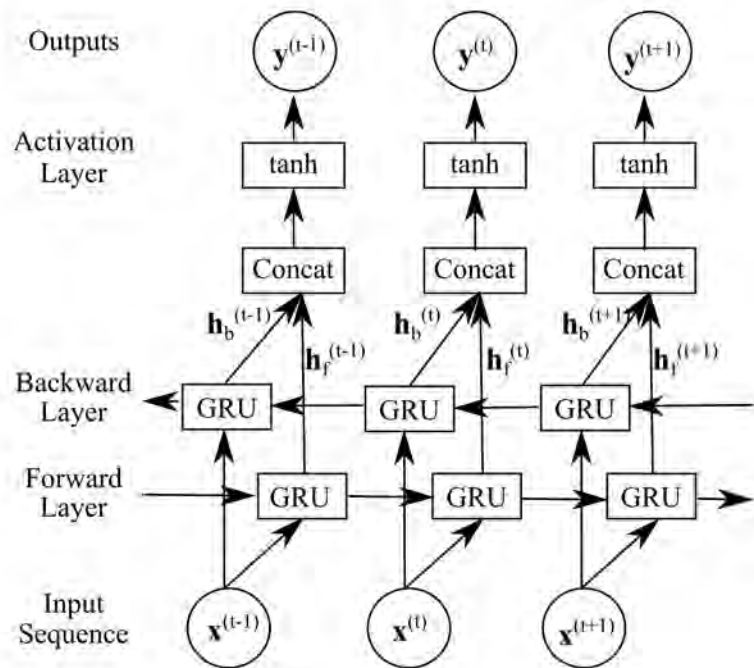 Outputs
y(t-1) y(t) y(t+1)
Activation
Layer
tanh tanh tanh
Concat Concat Concat
hb(t-1) hf(t-1) hb(t) hf(t) hb(t+1 hf(t+1)
Backward
Layer
GRU GRU GRU
Forward
Layer
GRU GRU GRU
Input
Sequence
x(t-1) x(t) x(t+1)